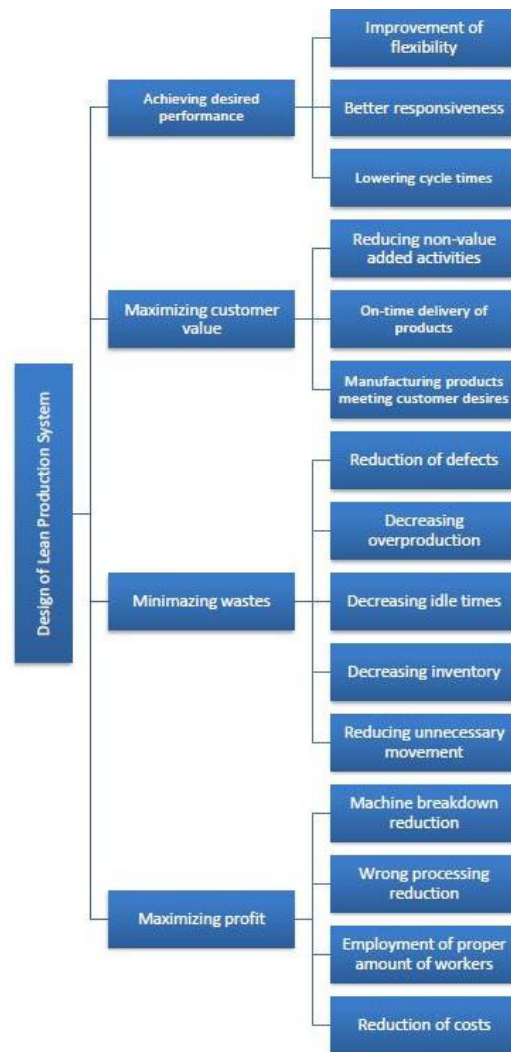 Design of Lean Production System
Achieving desired
performance
Improvement of
flexibility
Better responsiveness
Lowering cycle times
Maximizing customer
value
Reducing non-value
added activities
On-time delivery of
products
Manufacturing products
meeting customer desires
Minimazing wastes
Reduction of defects
Decreasing
overproduction
Decreasing idle times
Decreasing inventory
Reducing unnecessary
movement
Maximizing profit
Machine breakdown
reduction
Wrong processing
reduction
Employment of proper
amount of workers
Reduction of costs